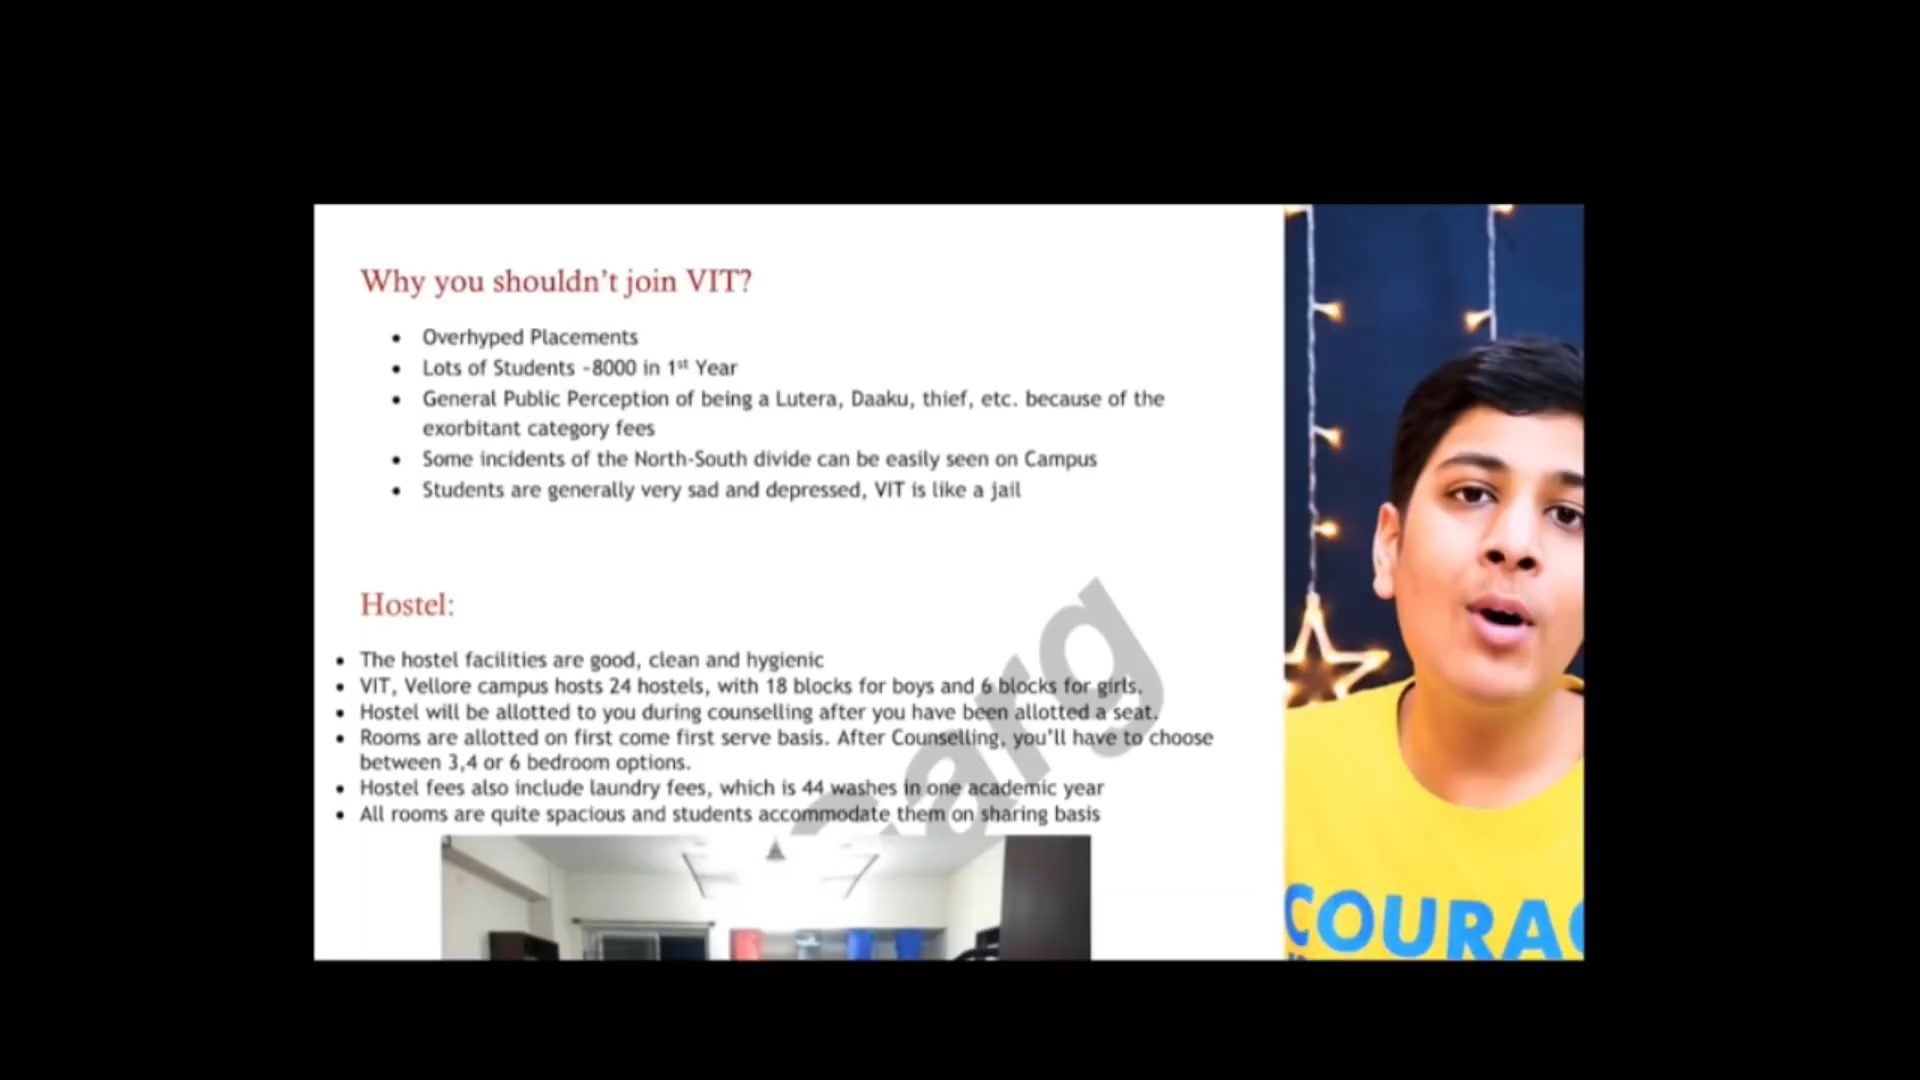 Why you shouldn't join VIT?
• Overhyped Placements
• Lots of Students ~8000 in 1st Year
• General Public Perception of being a Lutera, Daaku, thief, etc. because of the
exorbitant category fees
• Some incidents of the North-South divide can be easily seen on Campus
• Students are generally very sad and depressed, VIT is like a jail
Hostel:
• The hostel facilities are good, clean and hygienic
• VIT, Vellore campus hosts 24 hostels, with 18 blocks for boys and 6 blocks for girls.
• Hostel will be allotted to you during counselling after you have been allotted a seat.
• Rooms are allotted on first come first serve basis. After Counselling, you'll have to choose
between 3,4 or 6 bedroom options.
• Hostel fees also include laundry fees, which is 44 washes in one academic year
• All rooms are quite spacious and students accommodate them on sharing basis
Garg
COURAG